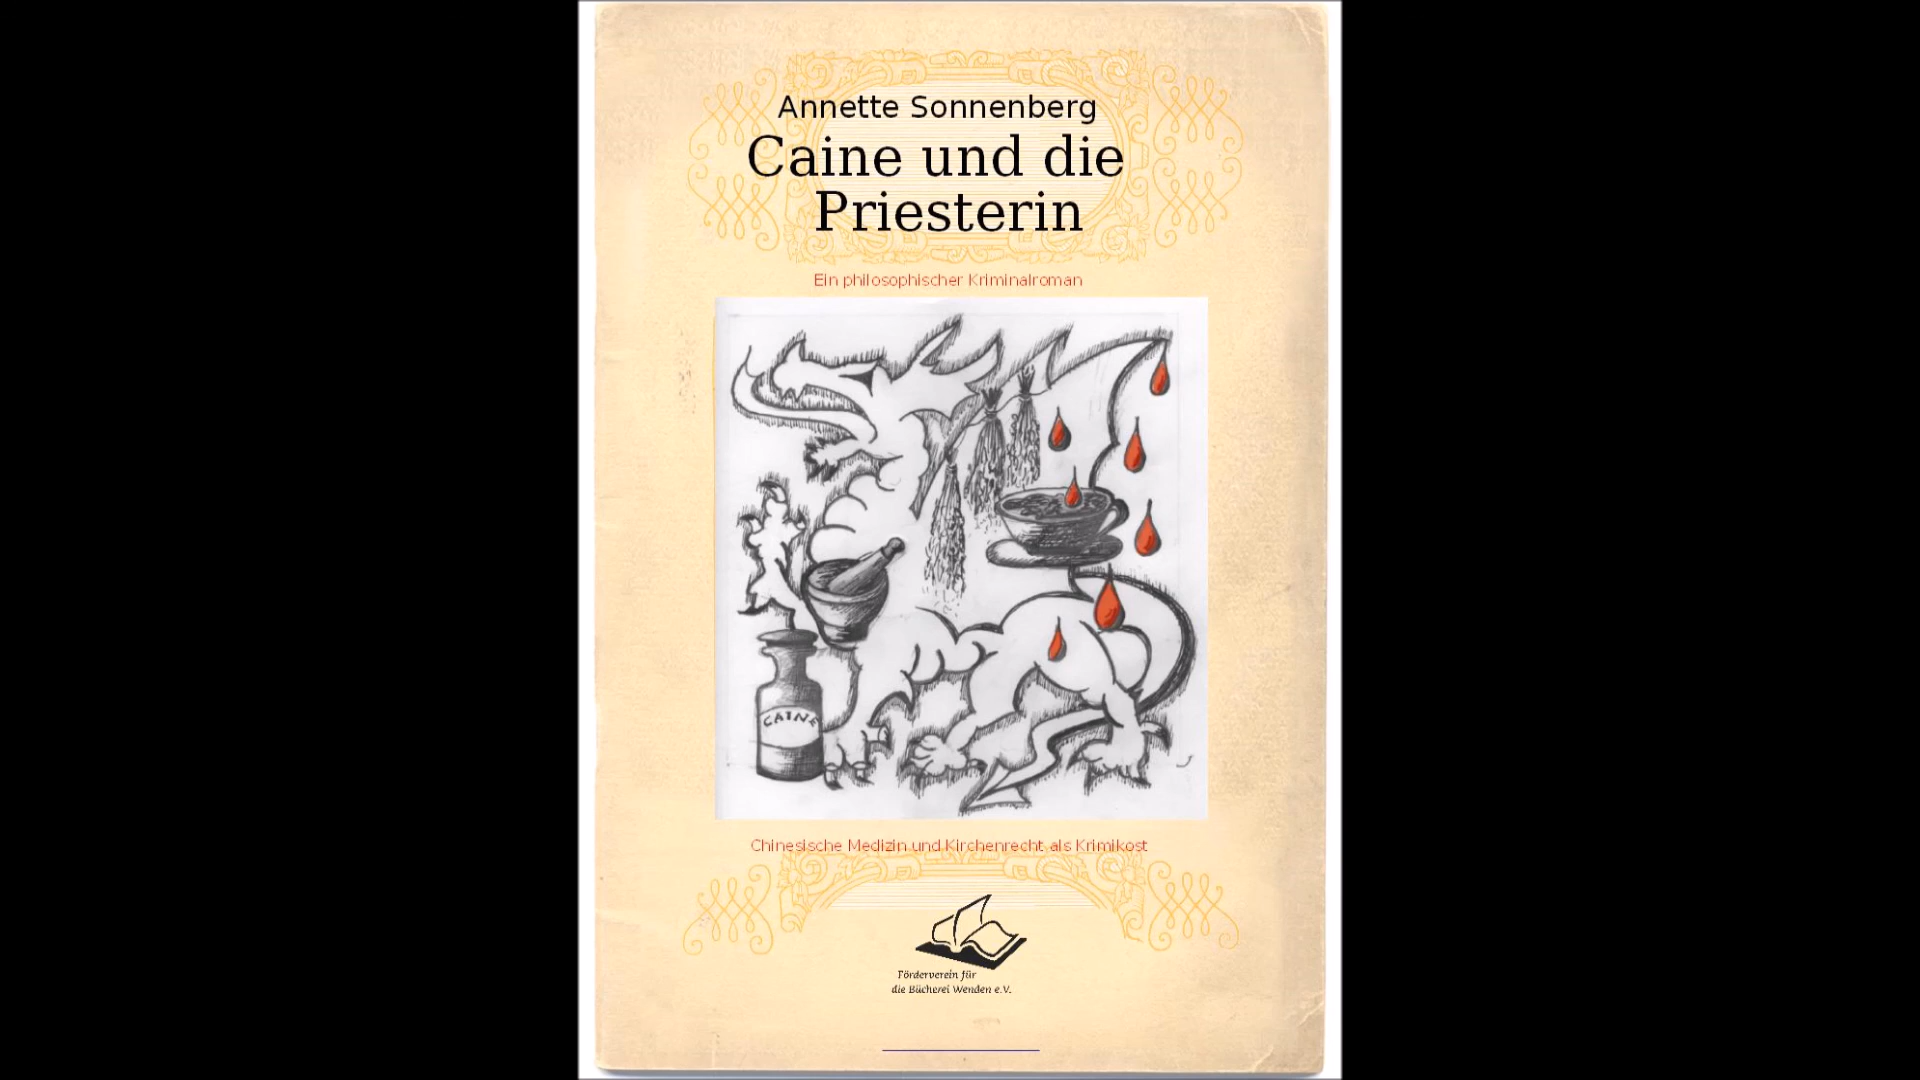 Annette Sonnenberg
Caine und die
Priesterin
Ein philosophischer Kriminalroman
CAINE
Chinesische Medizin und Kirchenrecht als Krimikost
Förderverein für
die Bücherei Wenden e.V.